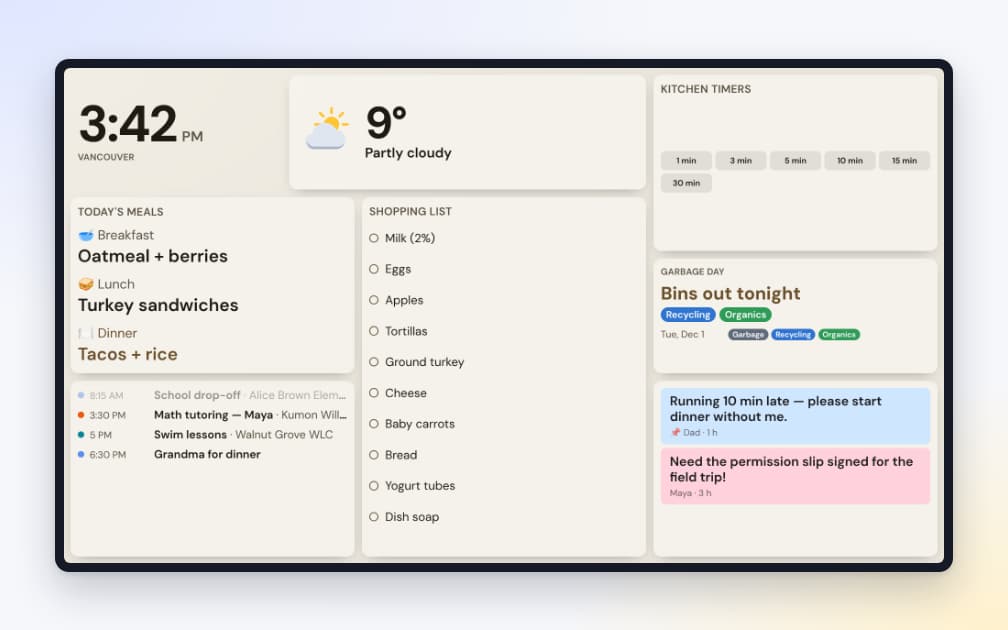 3:42 PM
VANCOUVER
9°
Partly cloudy
KITCHEN TIMERS
1 min 3 min 5 min 10 min 15 min
30 min
TODAY'S MEALS
Breakfast
Oatmeal + berries
Lunch
Turkey sandwiches
Dinner
Tacos + rice
8:15 AM School drop-off · Alice Brown Elem…
3:30 PM Math tutoring — Maya · Kumon Will…
5 PM Swim lessons · Walnut Grove WLC
6:30 PM Grandma for dinner
SHOPPING LIST
Milk (2%)
Eggs
Apples
Tortillas
Ground turkey
Cheese
Baby carrots
Bread
Yogurt tubes
Dish soap
GARBAGE DAY
Bins out tonight
Recycling Organics
Tue, Dec 1 Garbage Recycling Organics
Running 10 min late — please start
dinner without me.
Dad · 1 h
Need the permission slip signed for the
field trip!
Maya · 3 h